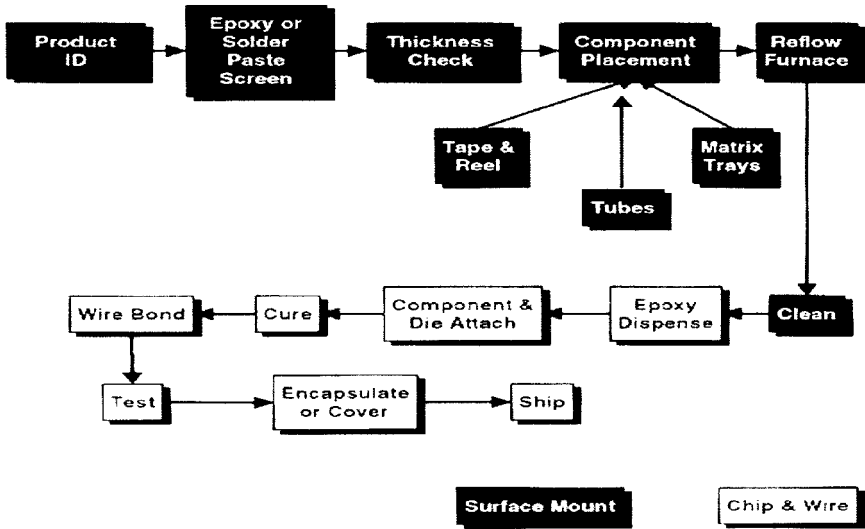 Product
ID
Epoxy or
Solder
Paste
Screen
Thickness
Check
Component
Placement
Reflow
Furnace
Tape &
Reel
Tubes
Matrix
Trays
Wire Bond
Cure
Component &
Die Attach
Epoxy
Dispense
Clean
Test
Encapsulate
or Cover
Ship
Surface Mount
Chip & Wire